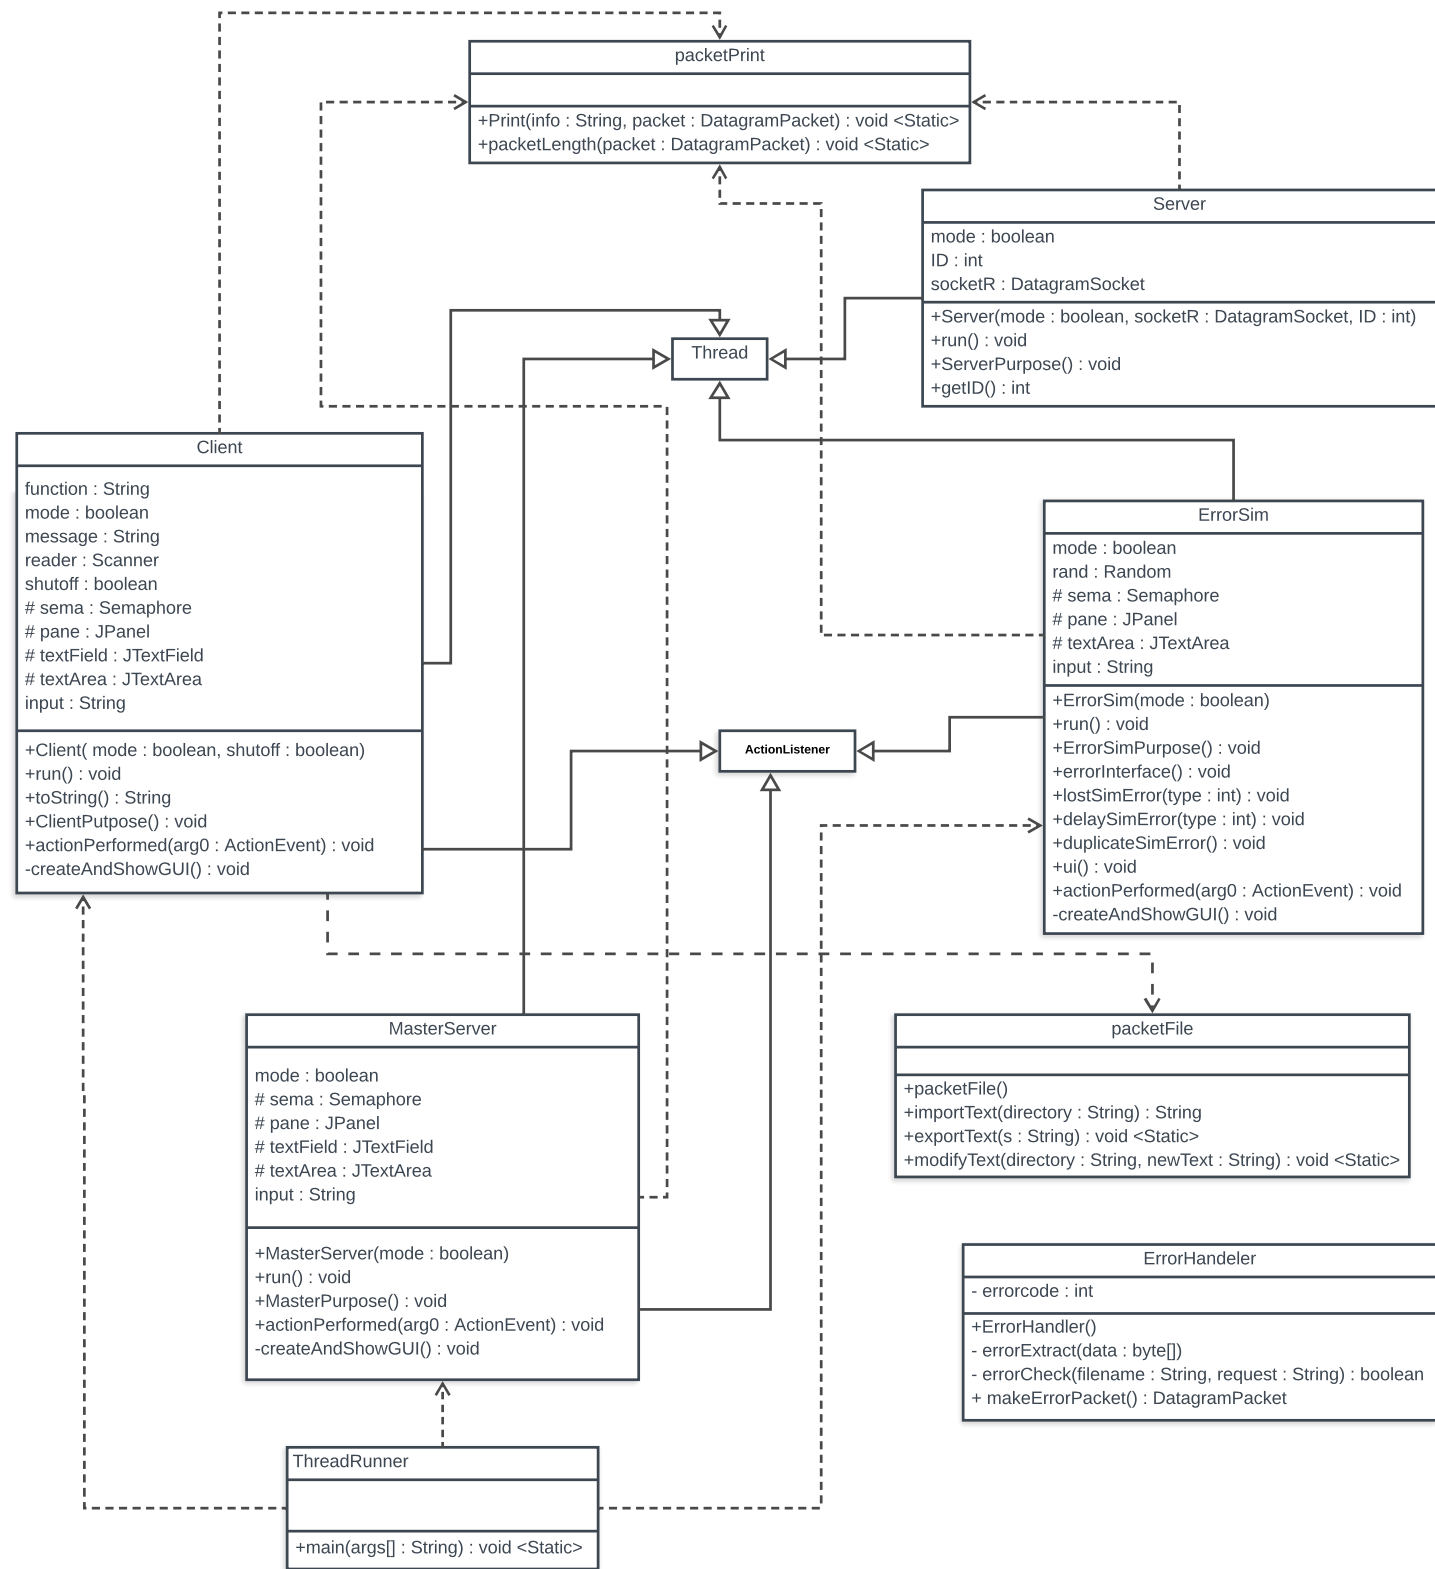 packetPrint
+Print(info : String, packet : DatagramPacket) : void <Static>
+packetLength(packet : DatagramPacket) : void <Static>
Server
mode : boolean
ID : int
socketR : DatagramSocket
+Server(mode : boolean, socketR : DatagramSocket, ID : int)
+run() : void
+ServerPurpose() : void
+getID() : int
Thread
Client
function : String
mode : boolean
message : String
reader : Scanner
shutoff : boolean
# sema : Semaphore
# pane : JPanel
# textField : JTextField
# textArea : JTextArea
input : String
+Client( mode : boolean, shutoff : boolean)
+run() : void
+toString() : String
+ClientPutpose() : void
+actionPerformed(arg0 : ActionEvent) : void
-createAndShowGUI() : void
ErrorSim
mode : boolean
rand : Random
# sema : Semaphore
# pane : JPanel
# textArea : JTextArea
input : String
+ErrorSim(mode : boolean)
+run() : void
+ErrorSimPurpose() : void
+errorInterface() : void
+lostSimError(type : int) : void
+delaySimError(type : int) : void
+duplicateSimError() : void
+ui() : void
+actionPerformed(arg0 : ActionEvent) : void
-createAndShowGUI() : void
ActionListener
MasterServer
mode : boolean
# sema : Semaphore
# pane : JPanel
# textField : JTextField
# textArea : JTextArea
input : String
+MasterServer(mode : boolean)
+run() : void
+MasterPurpose() : void
+actionPerformed(arg0 : ActionEvent) : void
-createAndShowGUI() : void
packetFile
+packetFile()
+importText(directory : String) : String
+exportText(s : String) : void <Static>
+modifyText(directory : String, newText : String) : void <Static>
ErrorHandeler
- errorcode : int
+ErrorHandler()
- errorExtract(data : byte[])
- errorCheck(filename : String, request : String) : boolean
+ makeErrorPacket() : DatagramPacket
ThreadRunner
+main(args[] : String) : void <Static>